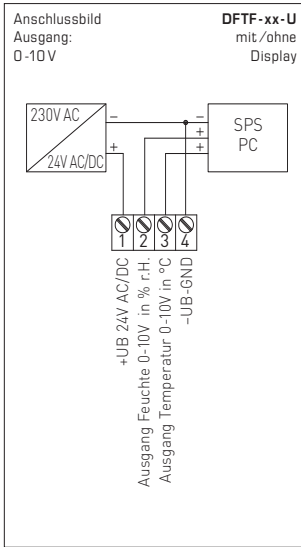 Anschlussbild
Ausgang:
0 -10 V
DFTF - xx - U
mit ⁄ ohne
Display
230V AC
24V AC/DC
–
+
–
+
+
SPS
PC
1
2
3
4
+UB 24V AC/DC
Ausgang Feuchte 0-10V in % r.H.
Ausgang Temperatur 0-10V in °C
–UB-GND